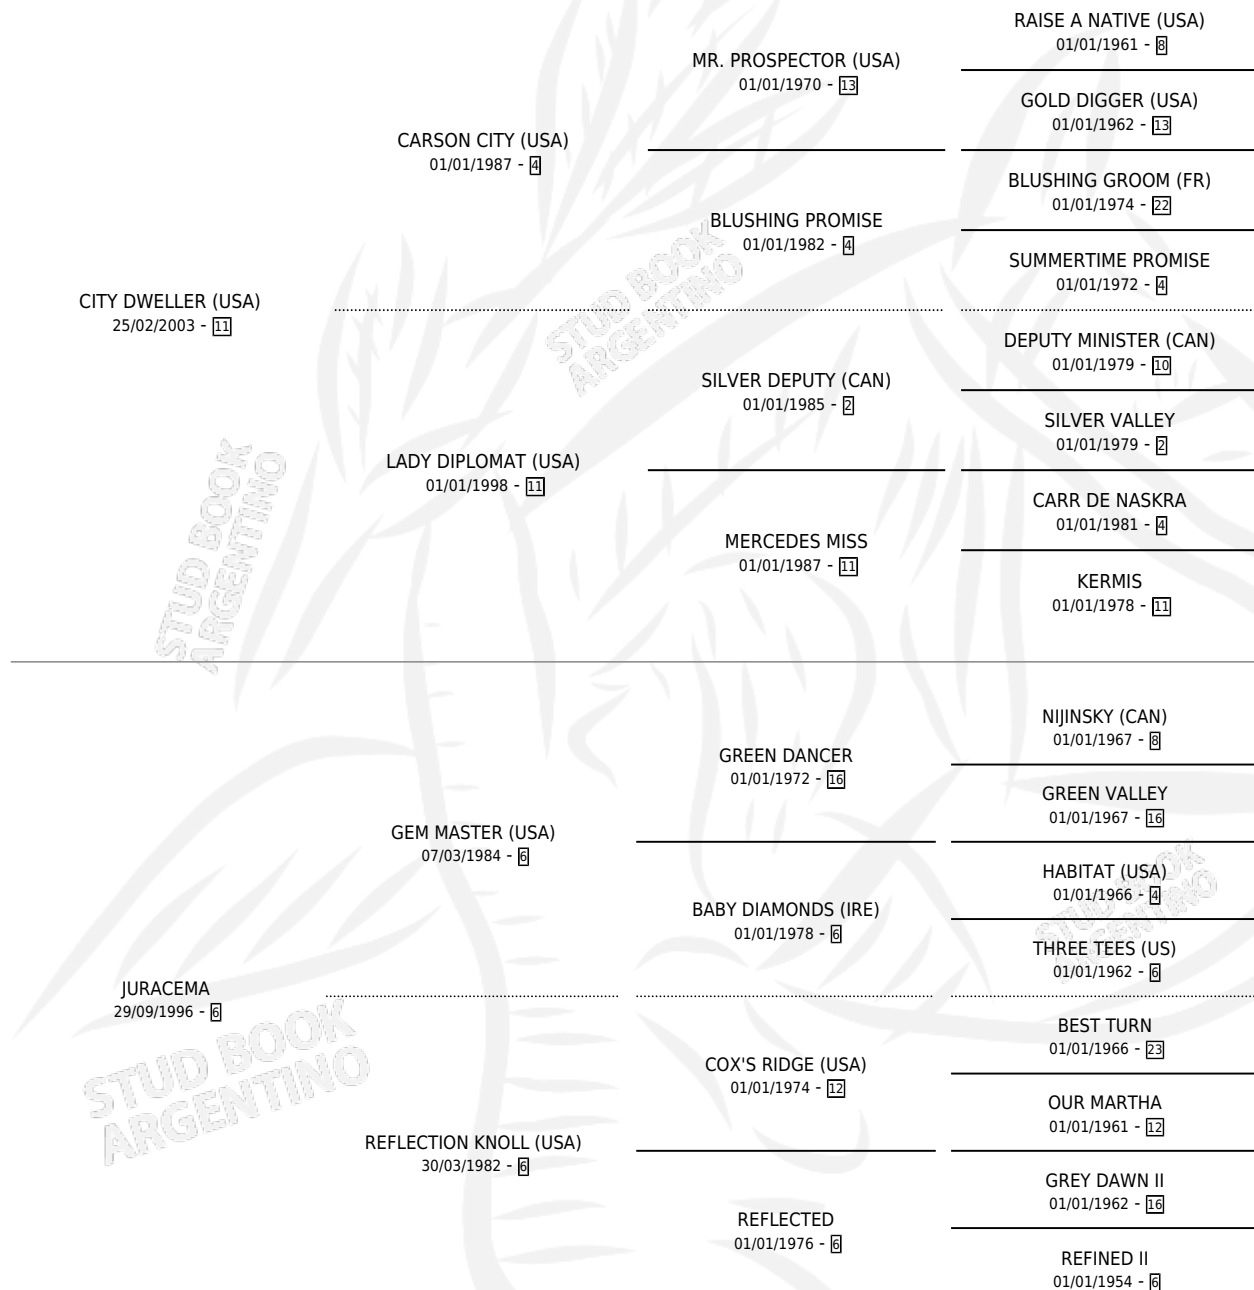 RAISE A NATIVE (USA)
01/01/1961 - 8
MR. PROSPECTOR (USA)
01/01/1970 - 13
GOLD DIGGER (USA)
01/01/1962 - 13
CARSON CITY (USA)
01/01/1987 - 4
BLUSHING GROOM (FR)
01/01/1974 - 22
BLUSHING PROMISE
01/01/1982 - 4
SUMMERTIME PROMISE
01/01/1972 - 4
CITY DWELLER (USA)
25/02/2003 - 11
STUD BOOK
ARGENTINO
DEPUTY MINISTER (CAN)
01/01/1979 - 10
SILVER DEPUTY (CAN)
01/01/1985 - 2
SILVER VALLEY
01/01/1979 - 2
LADY DIPLOMAT (USA)
01/01/1998 - 11
CARR DE NASKRA
01/01/1981 - 4
MERCEDES MISS
01/01/1987 - 11
KERMIS
01/01/1978 - 11
STUD BOOK
ARGENTINO
NIJINSKY (CAN)
01/01/1967 - 8
GREEN DANCER
01/01/1972 - 16
GREEN VALLEY
01/01/1967 - 16
GEM MASTER (USA)
07/03/1984 - 6
HABITAT (USA)
01/01/1966 - 4
BABY DIAMONDS (IRE)
01/01/1978 - 6
STUD BOOK
ARGENTINO
THREE TEES (US)
01/01/1962 - 6
JURACEMA
29/09/1996 - 6
STUD BOOK
ARGENTINO
BEST TURN
01/01/1966 - 23
COX'S RIDGE (USA)
01/01/1974 - 12
OUR MARTHA
01/01/1961 - 12
REFLECTION KNOLL (USA)
30/03/1982 - 6
GREY DAWN II
01/01/1962 - 16
REFLECTED
01/01/1976 - 6
REFINED II
01/01/1954 - 6